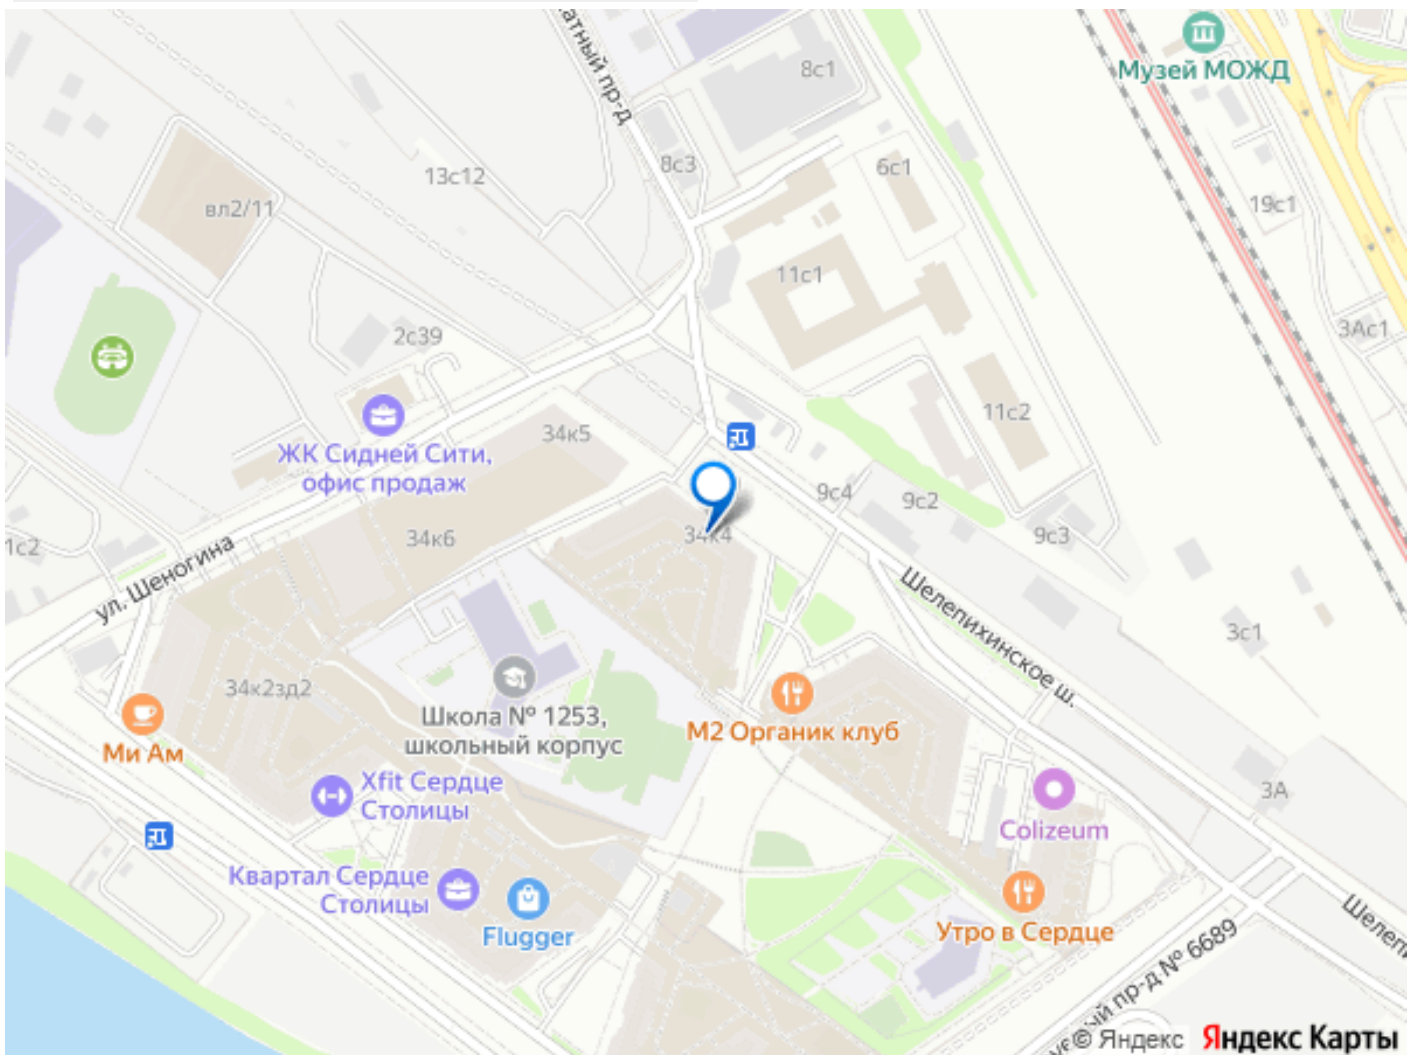 Музей МОЖД
атный пр-д
8с1
8с3
6с1
13с12
вл2/11
19с1
11с1
3Ас1
2с39
11с2
34к5
ЖК Сидней Сити,
офис продаж
9с4
9с2
9с3
34к4
34к6
1с2
ул. Шеногина
Шелепихинское ш.
3с1
34к2зд2
Школа № 1253,
школьный корпус
М2 Органик клуб
Ми Ам
Xfit Сердце
Столицы
3А
Colizeum
Квартал Сердце
Столицы
Flugger
Утро в Сердце
Шелепи
ый пр-д № 6689
© Яндекс
Яндекс Карты